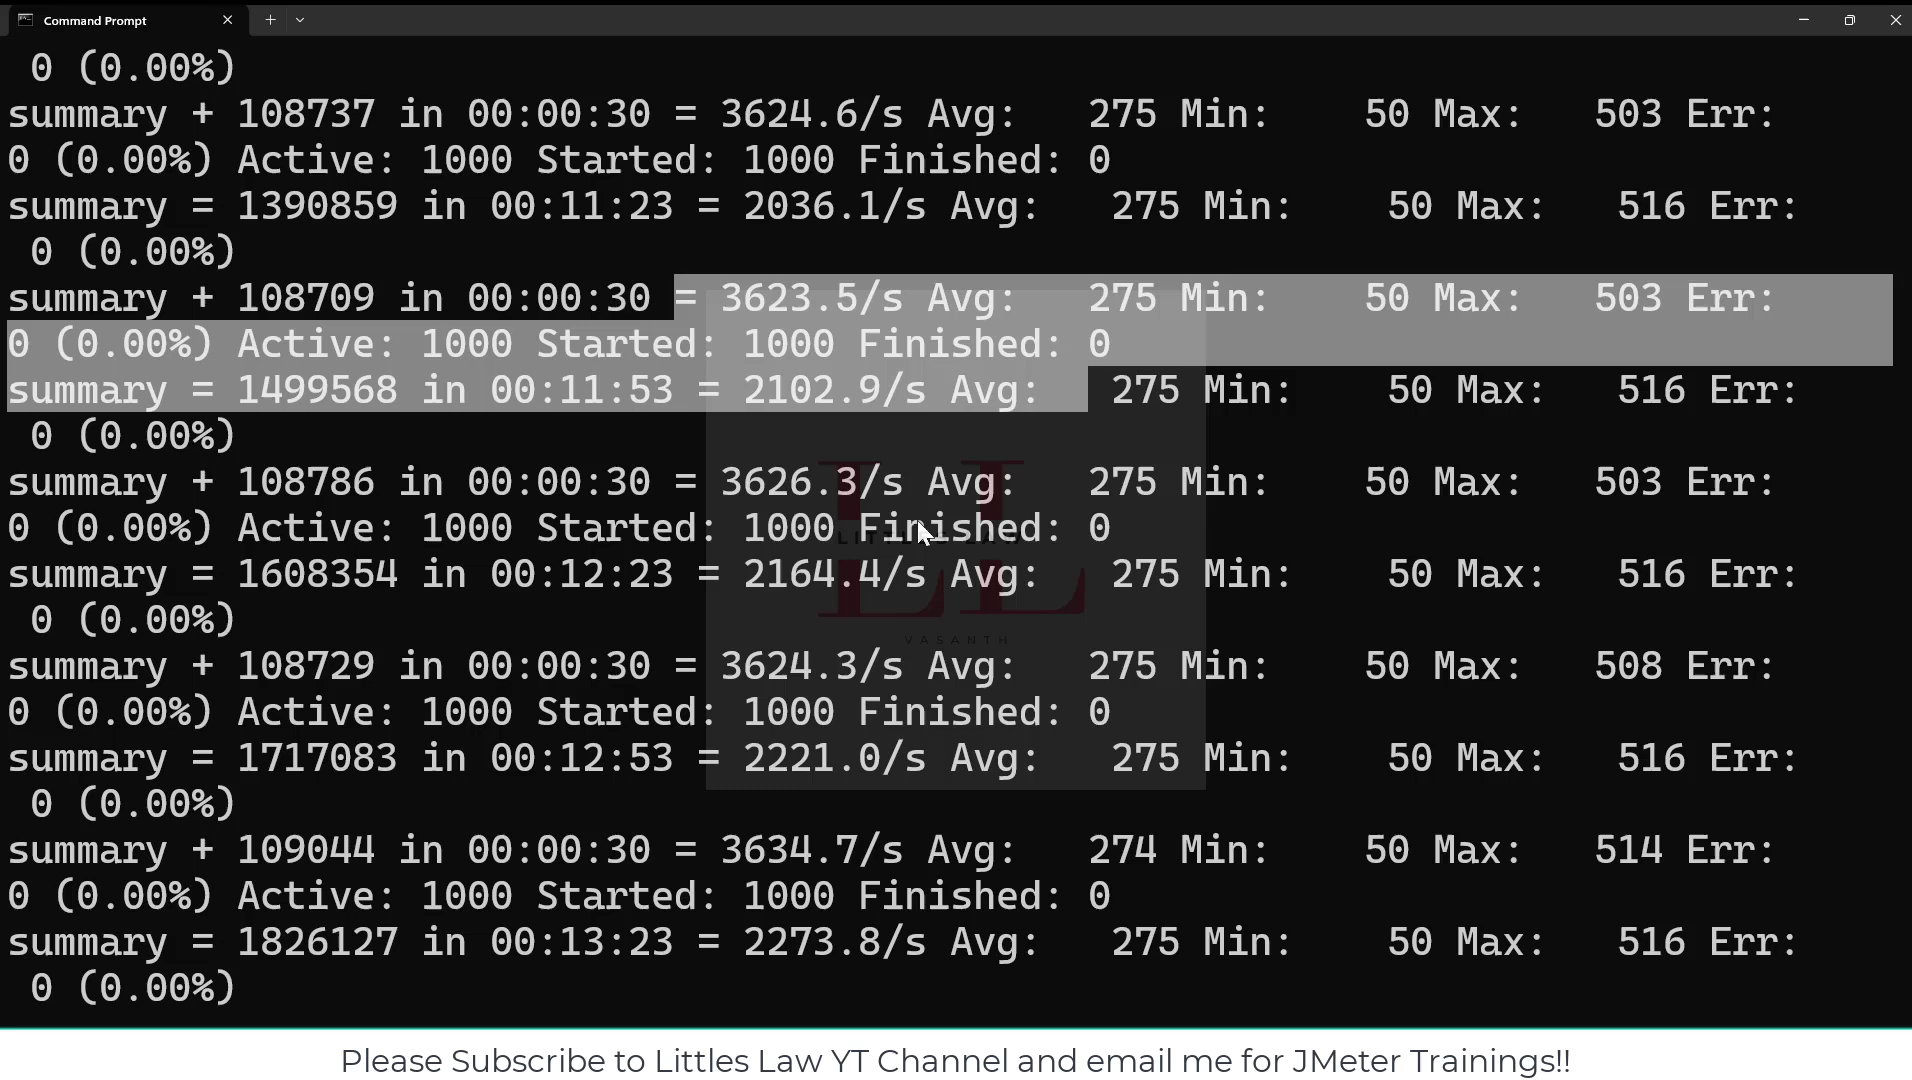 Command Prompt
0 (0.00%)
summary + 108737 in 00:00:30 = 3624.6/s Avg: 275 Min: 50 Max: 503 Err:
0 (0.00%) Active: 1000 Started: 1000 Finished: 0
summary = 1390859 in 00:11:23 = 2036.1/s Avg: 275 Min: 50 Max: 516 Err:
0 (0.00%)
summary + 108709 in 00:00:30 = 3623.5/s Avg: 275 Min: 50 Max: 503 Err:
0 (0.00%) Active: 1000 Started: 1000 Finished: 0
summary = 1499568 in 00:11:53 = 2102.9/s Avg: 275 Min: 50 Max: 516 Err:
0 (0.00%)
summary + 108786 in 00:00:30 = 3626.3/s Avg: 275 Min: 50 Max: 503 Err:
0 (0.00%) Active: 1000 Started: 1000 Finished: 0
LITTLES LAW
summary = 1608354 in 00:12:23 = 2164.4/s Avg: 275 Min: 50 Max: 516 Err:
0 (0.00%)
LL
VASANTH
summary + 108729 in 00:00:30 = 3624.3/s Avg: 275 Min: 50 Max: 508 Err:
0 (0.00%) Active: 1000 Started: 1000 Finished: 0
summary = 1717083 in 00:12:53 = 2221.0/s Avg: 275 Min: 50 Max: 516 Err:
0 (0.00%)
summary + 109044 in 00:00:30 = 3634.7/s Avg: 274 Min: 50 Max: 514 Err:
0 (0.00%) Active: 1000 Started: 1000 Finished: 0
summary = 1826127 in 00:13:23 = 2273.8/s Avg: 275 Min: 50 Max: 516 Err:
0 (0.00%)
Please Subscribe to Littles Law YT Channel and email me for JMeter Trainings!!